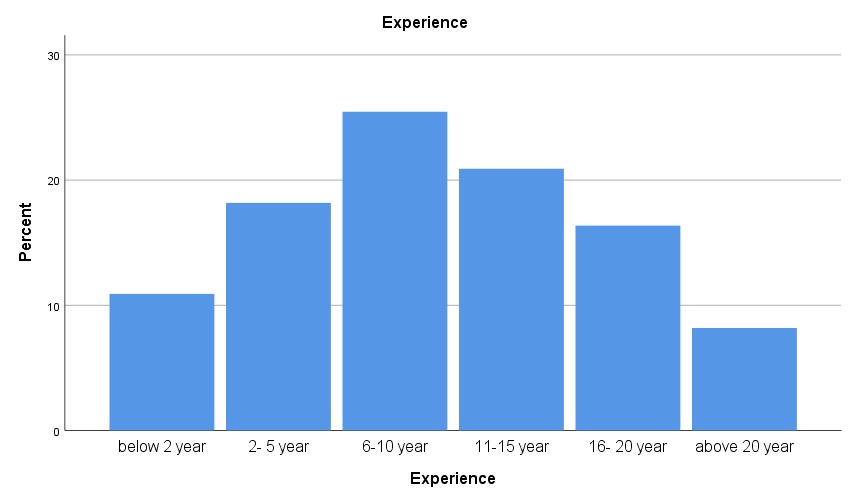 Experience
30
20
10
0
Percent
below 2 year
2- 5 year
6-10 year
11-15 year
16- 20 year
above 20 year
Experience